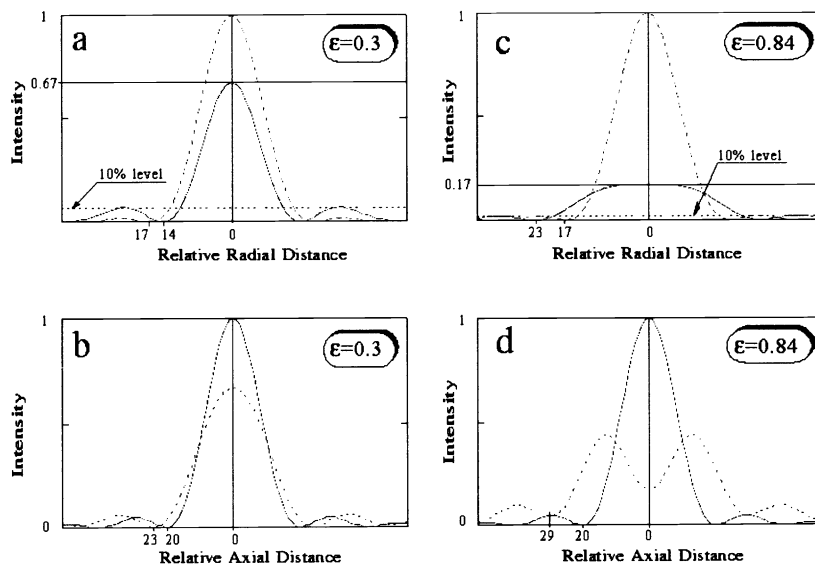 1
a
ε=0.3
0.67
Intensity
10% level
17 14 0
Relative Radial Distance
1
c
ε=0.84
Intensity
10% level
0.17
23 17 0
Relative Radial Distance
1
b
ε=0.3
Intensity
0
23 20 0
Relative Axial Distance
1
d
ε=0.84
Intensity
0
29 20 0
Relative Axial Distance